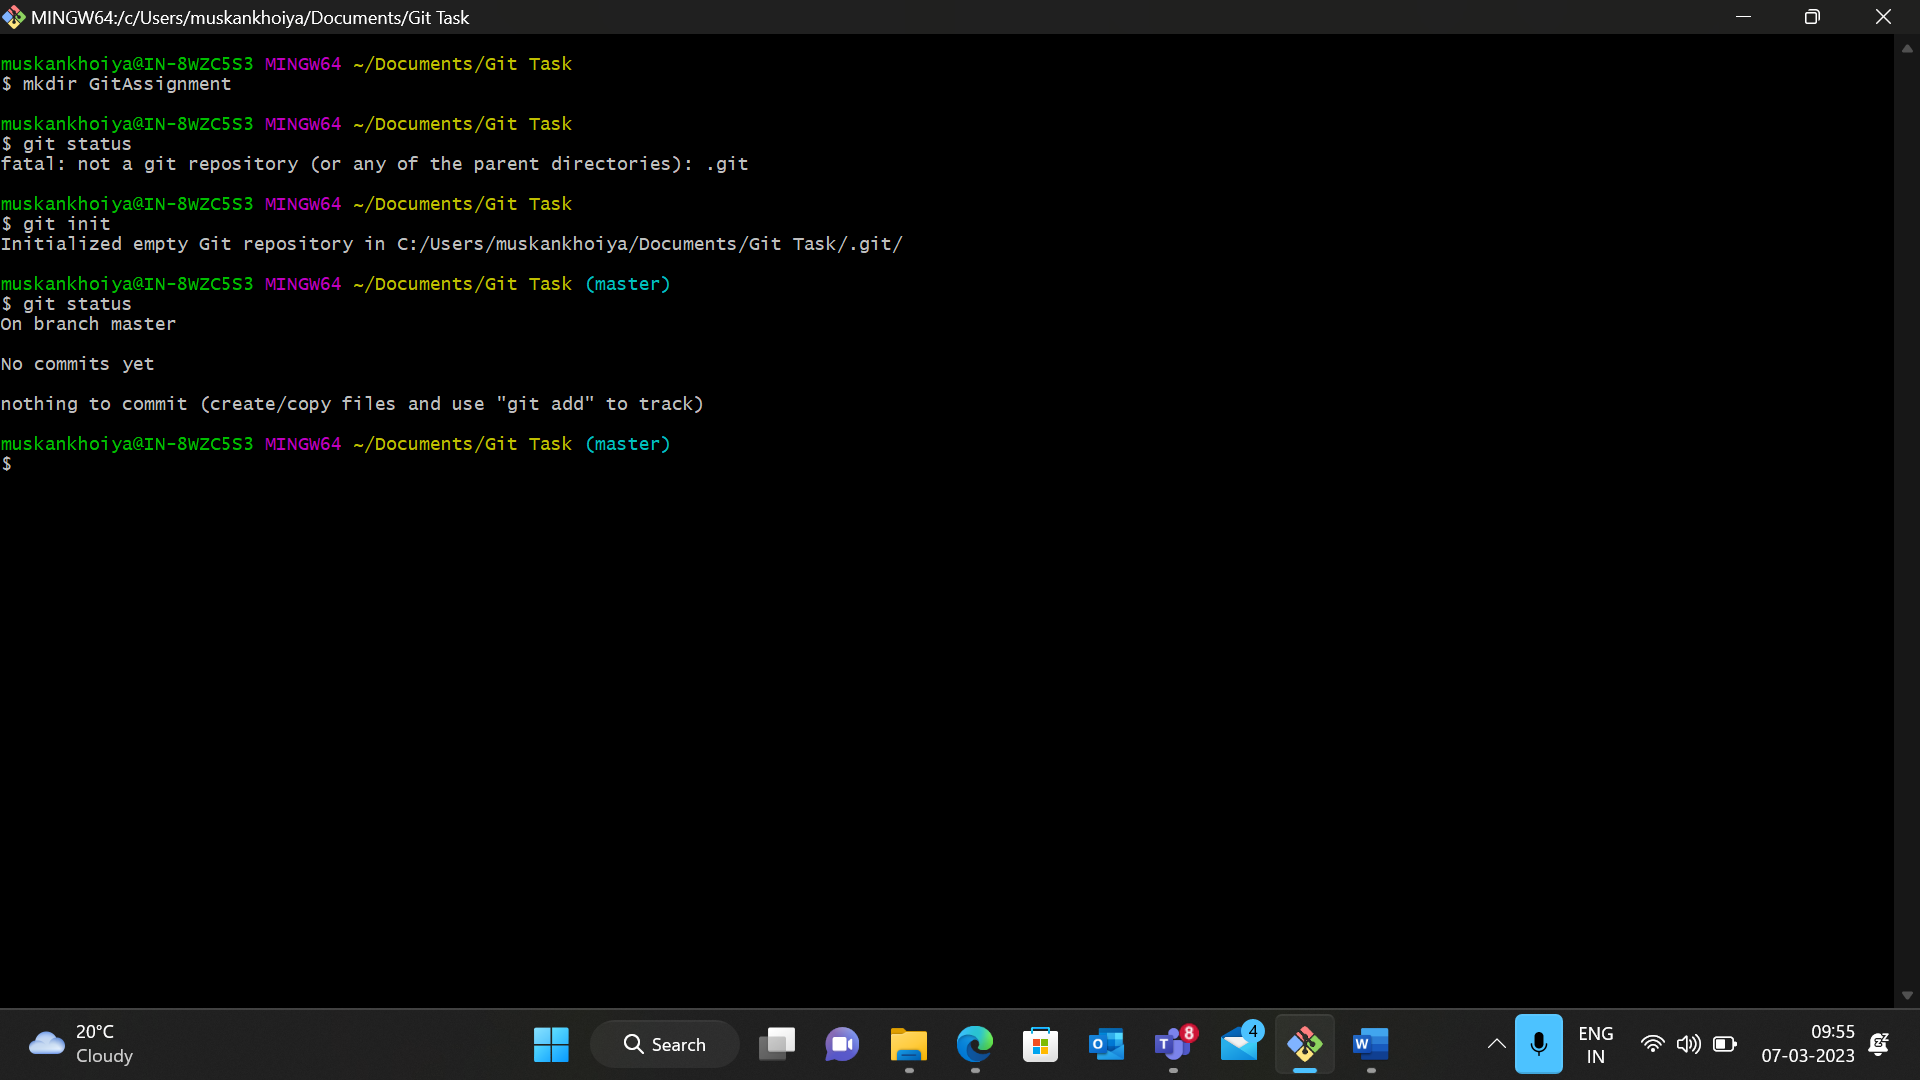 MINGW64:/c/Users/muskankhoiya/Documents/Git Task
muskankhoiya@IN-8WZC5S3 MINGW64 ~/Documents/Git Task
$ mkdir GitAssignment
muskankhoiya@IN-8WZC5S3 MINGW64 ~/Documents/Git Task
$ git status
fatal: not a git repository (or any of the parent directories): .git
muskankhoiya@IN-8WZC5S3 MINGW64 ~/Documents/Git Task
$ git init
Initialized empty Git repository in C:/Users/muskankhoiya/Documents/Git Task/.git/
muskankhoiya@IN-8WZC5S3 MINGW64 ~/Documents/Git Task (master)
$ git status
On branch master
No commits yet
nothing to commit (create/copy files and use "git add" to track)
muskankhoiya@IN-8WZC5S3 MINGW64 ~/Documents/Git Task (master)
$
20°C
Cloudy
Search
O
T
8
4
W
ENG
IN
09:55
07-03-2023